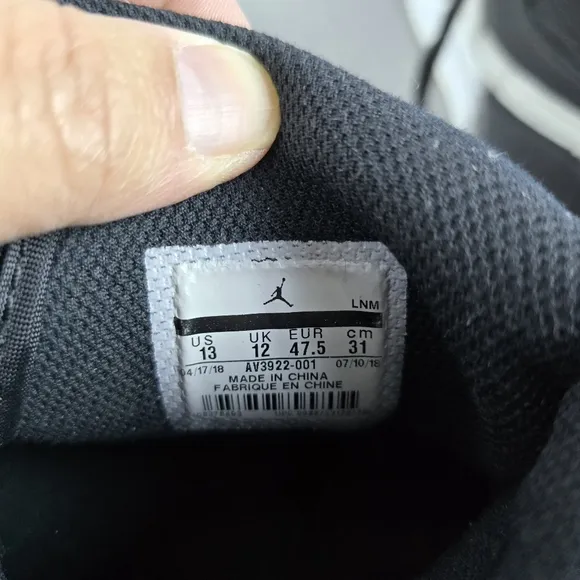 LNM
US UK EUR cm
13 12 47.5 31
04/17/18 AV3922-001 07/10/18
MADE IN CHINA
FABRIQUE EN CHINE
UPC